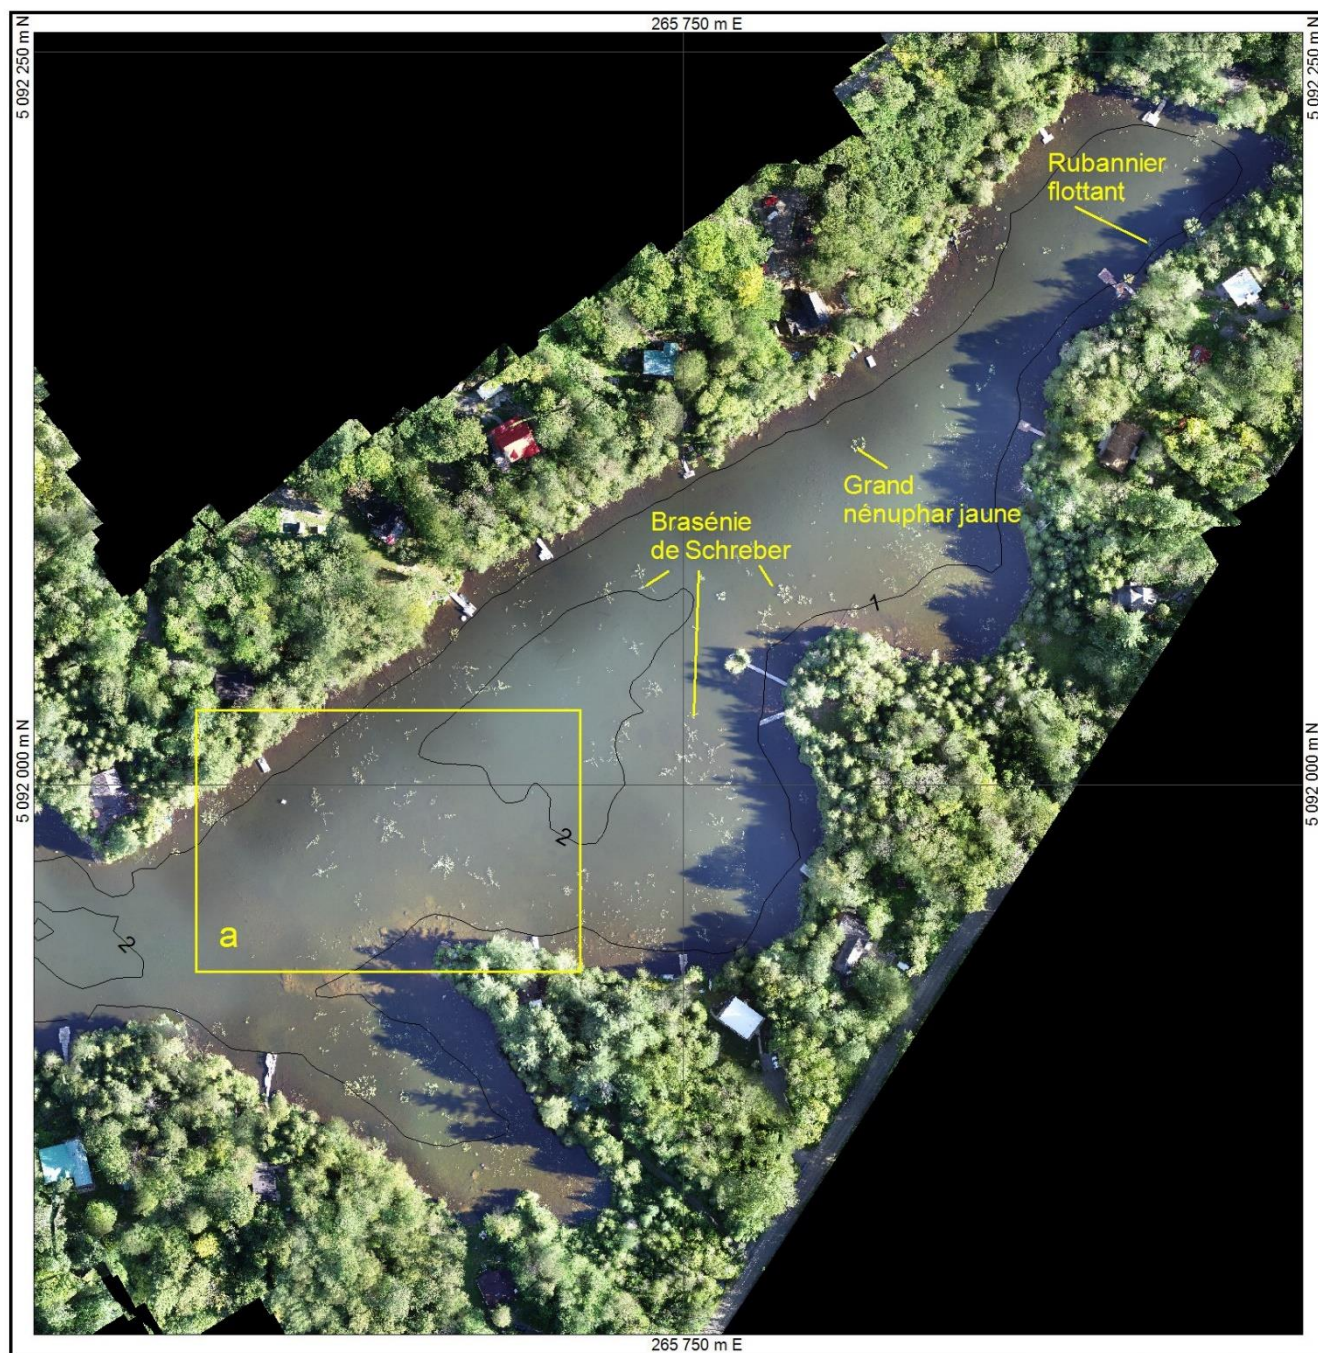 265 750 m E
5 092 250 m N
5 092 250 m N
Rubannier
flottant
Grand
nénuphar jaune
Brasénie
de Schreber
1
5 092 000 m N
5 092 000 m N
2
a
2
265 750 m E